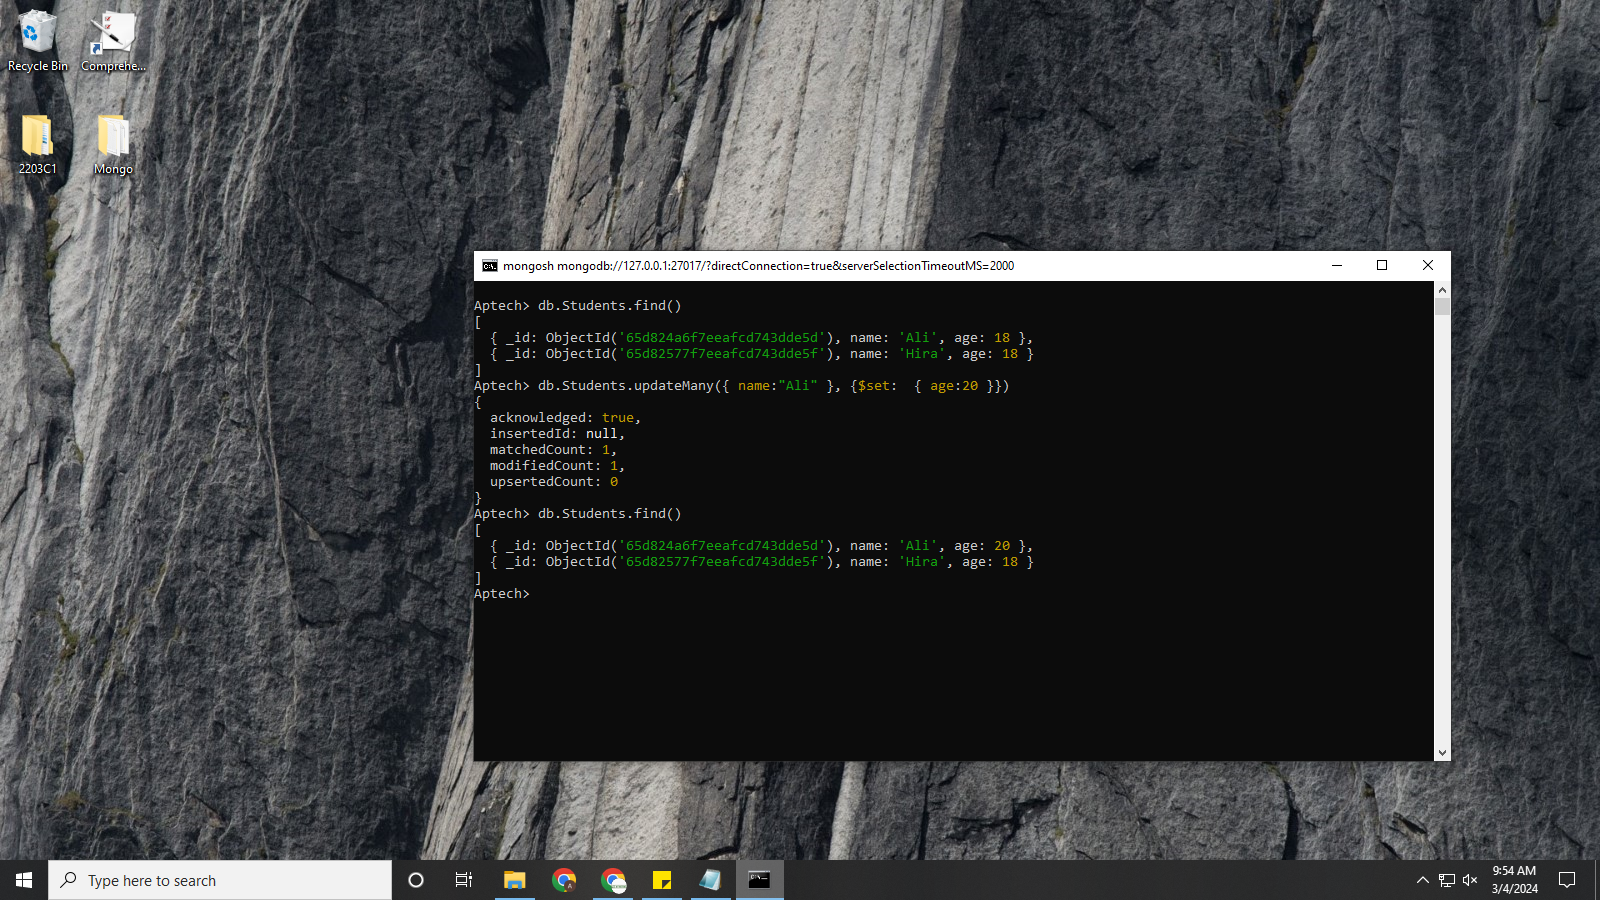 Recycle Bin
Comprehe...
2203C1
Mongo
mongosh mongodb://127.0.0.1:27017/?directConnection=true&serverSelectionTimeoutMS=2000
Aptech> db.Students.find()
[
  { _id: ObjectId('65d824a6f7eeafcd743dde5d'), name: 'Ali', age: 18 },
  { _id: ObjectId('65d82577f7eeafcd743dde5f'), name: 'Hira', age: 18 }
]
Aptech> db.Students.updateMany({ name:"Ali" }, {$set:  { age:20 }})
{
  acknowledged: true,
  insertedId: null,
  matchedCount: 1,
  modifiedCount: 1,
  upsertedCount: 0
}
Aptech> db.Students.find()
[
  { _id: ObjectId('65d824a6f7eeafcd743dde5d'), name: 'Ali', age: 20 },
  { _id: ObjectId('65d82577f7eeafcd743dde5f'), name: 'Hira', age: 18 }
]
Aptech>
Type here to search
9:54 AM
3/4/2024